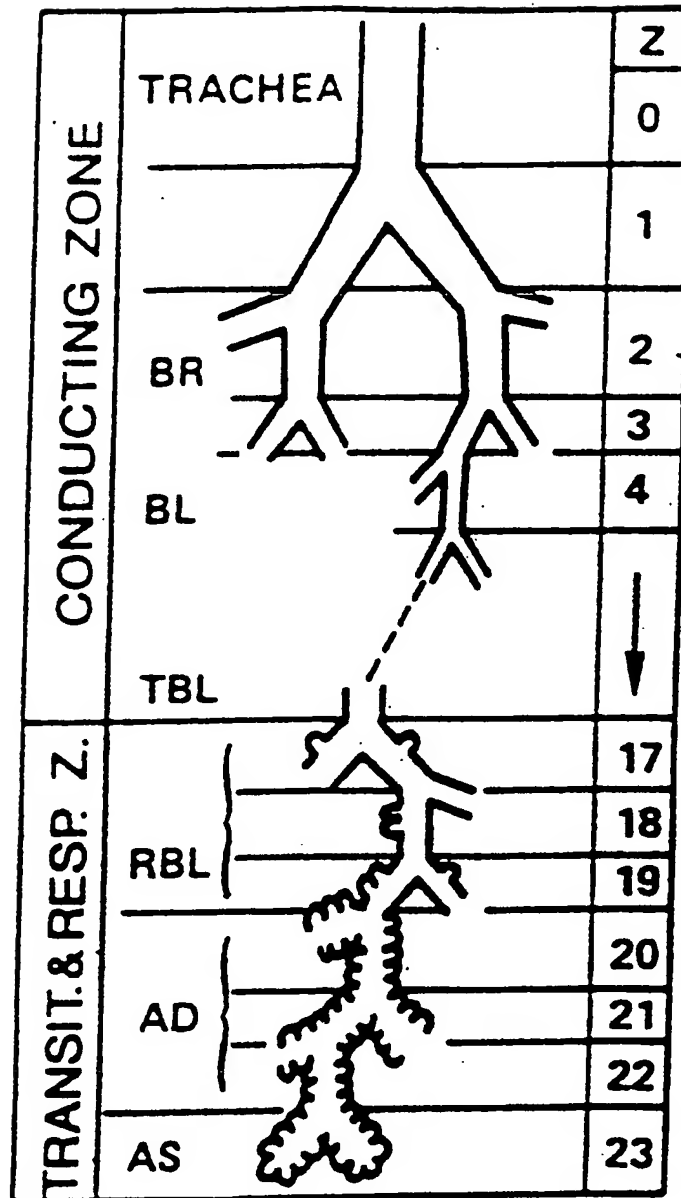 CONDUCTING ZONE
TRANSIT.& RESP. Z.
Z
TRACHEA
0
1
BR
2
3
BL
4
TBL
17
18
RBL
19
20
AD
21
22
AS
23